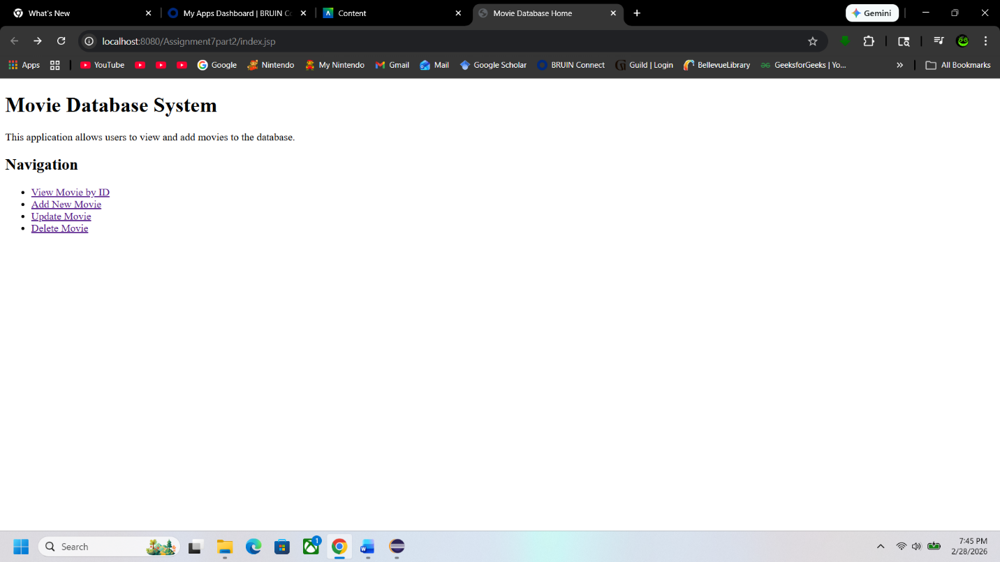 What's New
My Apps Dashboard | BRUIN Co
Content
Movie Database Home
Gemini
localhost:8080/Assignment7part2/index.jsp
Apps
YouTube
Google
Nintendo
My Nintendo
Gmail
Mail
Google Scholar
BRUIN Connect
Guild | Login
BellevueLibrary
GeeksforGeeks | Yo...
All Bookmarks
Movie Database System
This application allows users to view and add movies to the database.
Navigation
View Movie by ID
Add New Movie
Update Movie
Delete Movie
Search
1
7:45 PM
2/28/2026